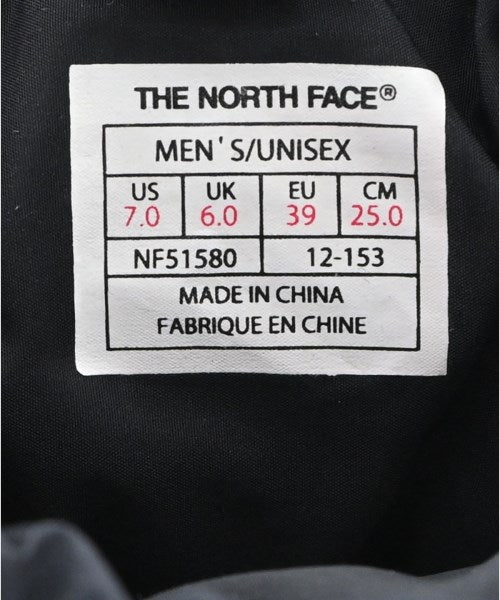 THE NORTH FACE®
MEN'S/UNISEX
US UK EU CM
7.0 6.0 39 25.0
NF51580 12-153
MADE IN CHINA
FABRIQUE EN CHINE